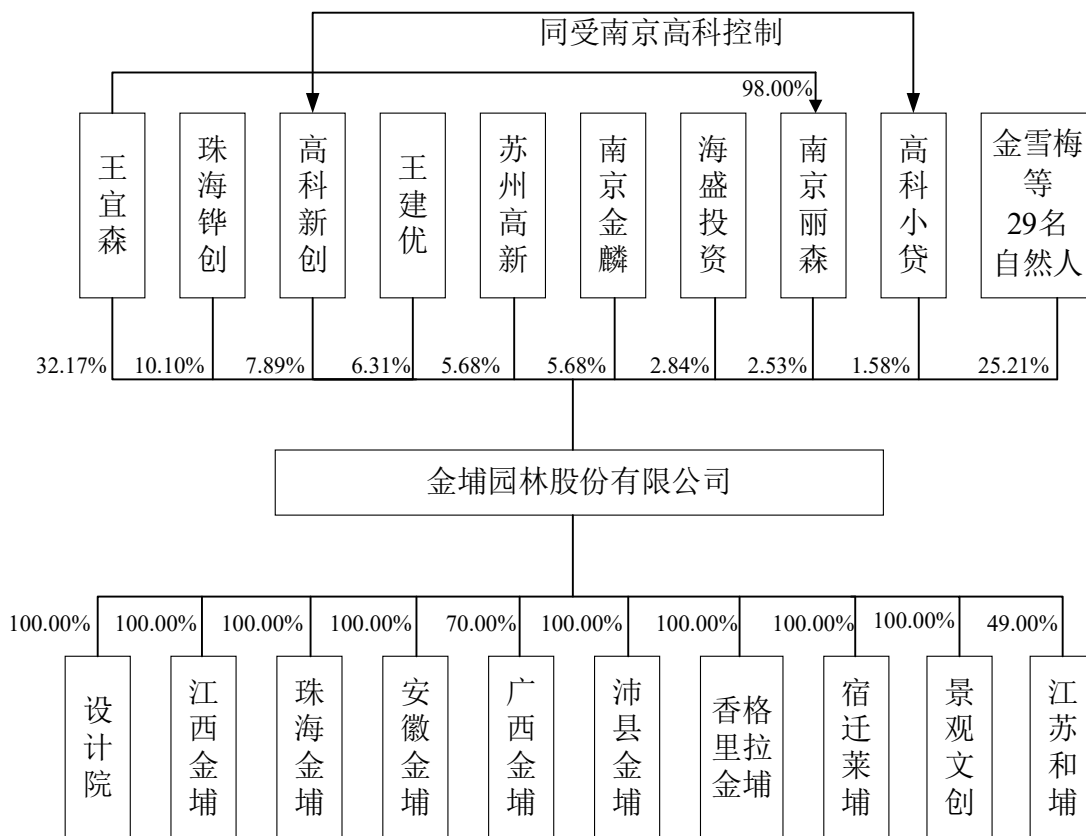 同受南京高科控制
98.00%
王宜森
珠海铧创
高科新创
王建优
苏州高新
南京金麟
海盛投资
南京丽森
高科小贷
金雪梅
等
29名
自然人
32.17%
10.10%
7.89%
6.31%
5.68%
5.68%
2.84%
2.53%
1.58%
25.21%
金埔园林股份有限公司
100.00%
100.00%
100.00%
100.00%
70.00%
100.00%
100.00%
100.00%
100.00%
49.00%
设计院
江西金埔
珠海金埔
安徽金埔
广西金埔
沛县金埔
香格
里拉
金埔
宿迁莱埔
景观文创
江苏和埔